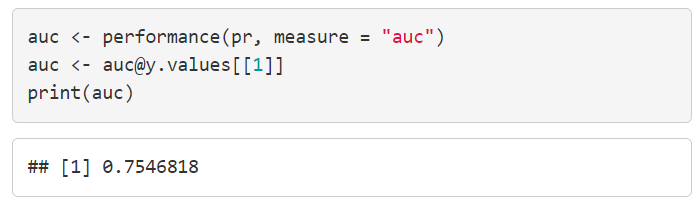 auc <- performance(pr, measure = "auc")
auc <- auc@y.values[[1]]
print(auc)
## [1] 0.7546818